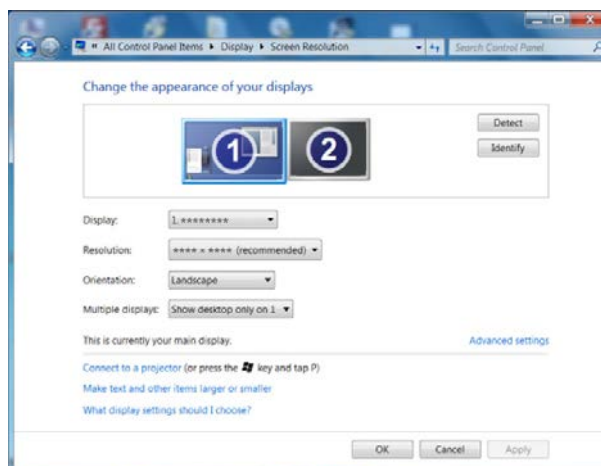 « All Control Panel Items ▸ Display ▸ Screen Resolution
Search Control Panel
Change the appearance of your displays
1
2
Detect
Identify
Display: 1. ********
Resolution: **** × **** (recommended)
Orientation: Landscape
Multiple displays: Show desktop only on 1
This is currently your main display.
Advanced settings
Connect to a projector (or press the key and tap P)
Make text and other items larger or smaller
What display settings should I choose?
OK Cancel Apply